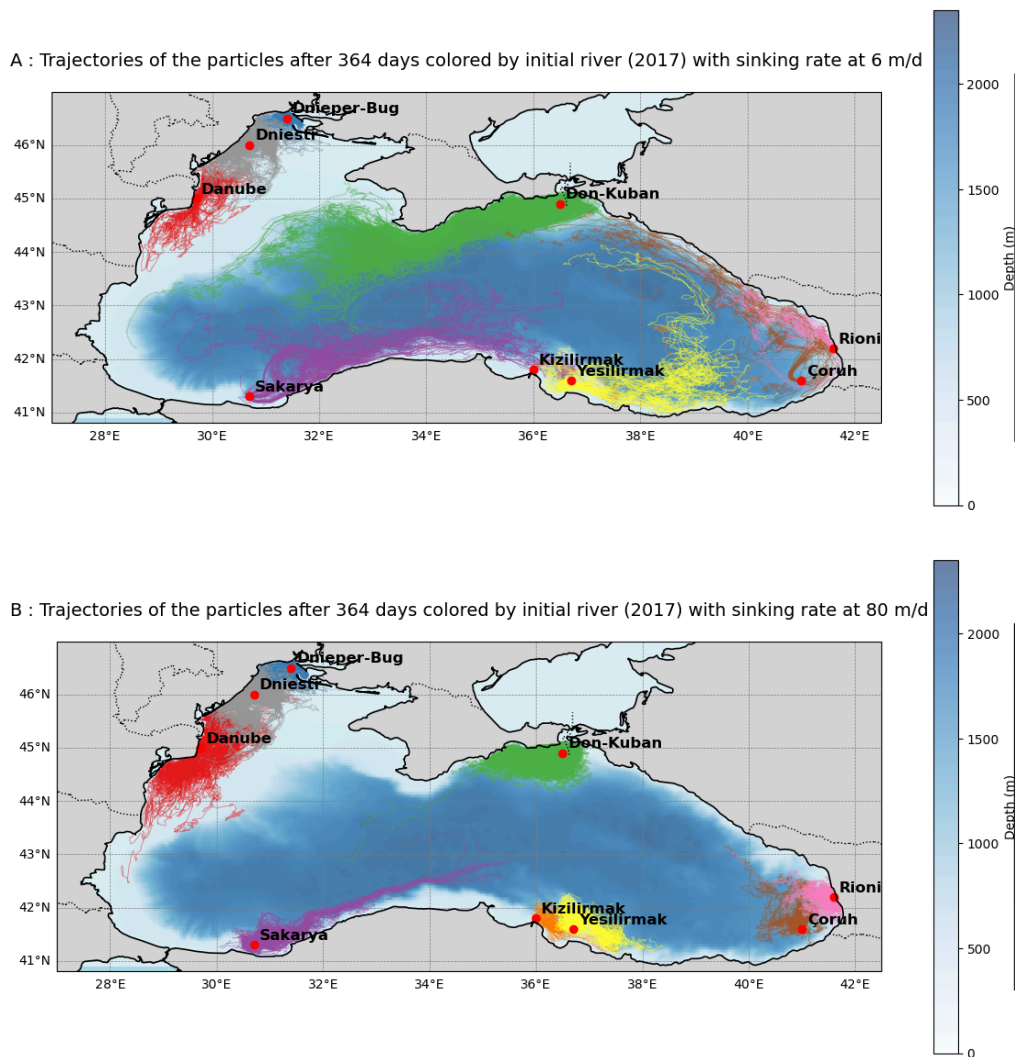 A : Trajectories of the particles after 364 days colored by initial river (2017) with sinking rate at 6 m/d
Dnieper-Bug
Dniestr
Danube
Don-Kuban
Rioni
Kizilirmak
Yesilirmak
Coruh
Sakarya
46°N
45°N
44°N
43°N
42°N
41°N
28°E 30°E 32°E 34°E 36°E 38°E 40°E 42°E
2000
1500
1000
500
0
Depth (m)
B : Trajectories of the particles after 364 days colored by initial river (2017) with sinking rate at 80 m/d
Dnieper-Bug
Dniestr
Danube
Don-Kuban
Rioni
Kizilirmak
Yesilirmak
Coruh
Sakarya
46°N
45°N
44°N
43°N
42°N
41°N
28°E 30°E 32°E 34°E 36°E 38°E 40°E 42°E
2000
1500
1000
500
0
Depth (m)